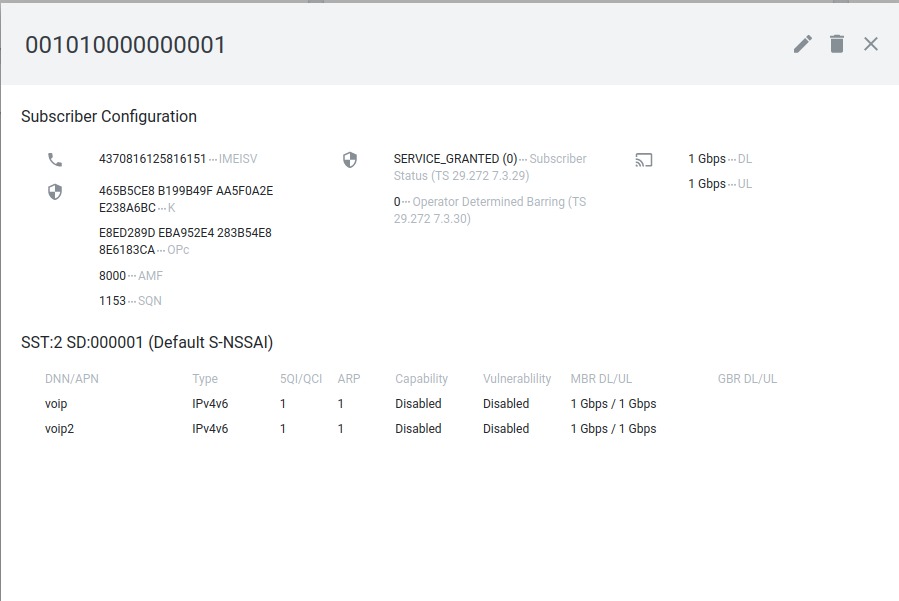 001010000000001
Subscriber Configuration
4370816125816151···IMEISV
465B5CE8 B199B49F AA5F0A2E
E238A6BC···K
E8ED289D EBA952E4 283B54E8
8E6183CA···OPc
8000···AMF
1153···SQN
SERVICE_GRANTED (0)···Subscriber
Status (TS 29.272 7.3.29)
0···Operator Determined Barring (TS
29.272 7.3.30)
1 Gbps···DL
1 Gbps···UL
SST:2 SD:000001 (Default S-NSSAI)
DNN/APN Type 5QI/QCI ARP Capability Vulnerablility MBR DL/UL GBR DL/UL
voip IPv4v6 1 1 Disabled Disabled 1 Gbps / 1 Gbps
voip2 IPv4v6 1 1 Disabled Disabled 1 Gbps / 1 Gbps